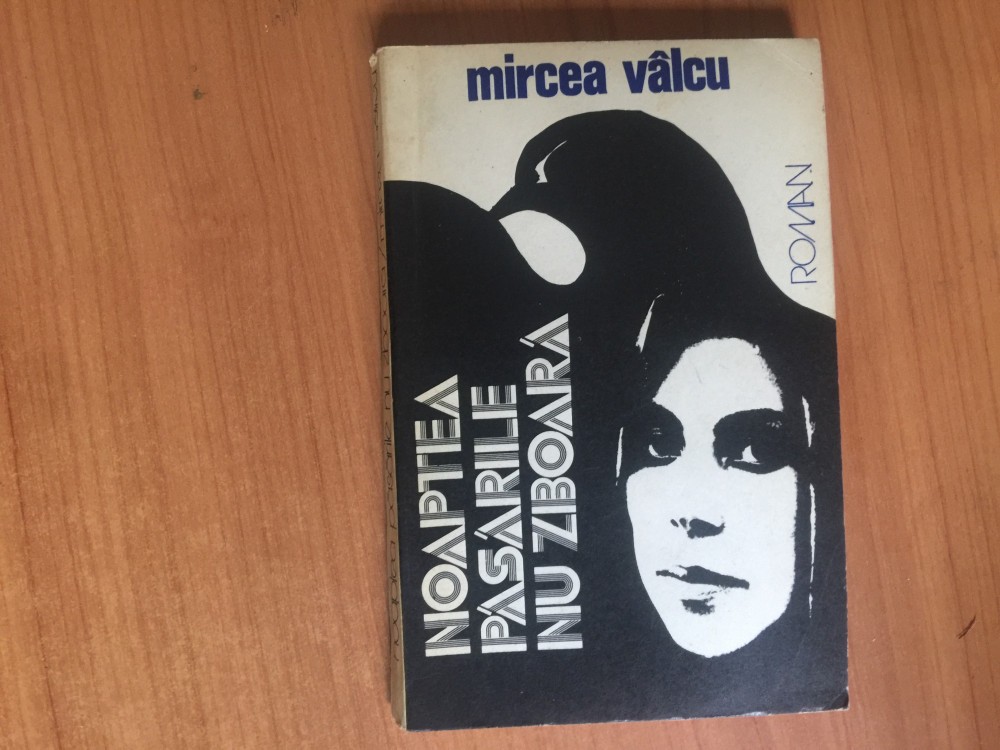 mircea vâlcu
ROMAN
NOAPTEA
PĂSĂRILE
NU ZBOARĂ